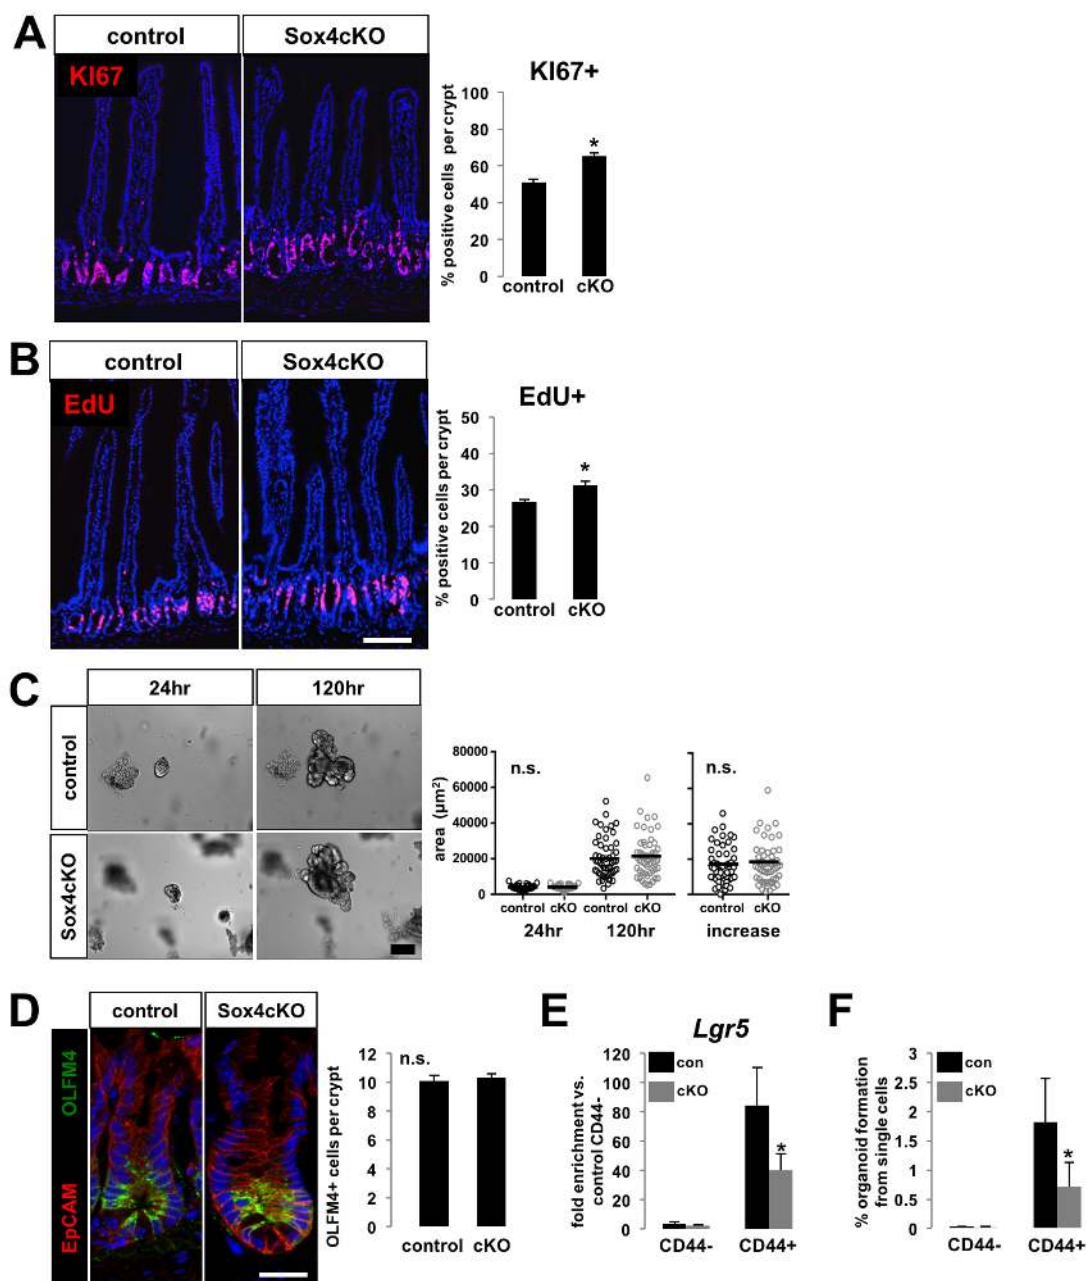 A
control
Sox4cKO
KI67
KI67+
% positive cells per crypt
100
80
60
40
20
0
*
control
cKO
B
control
Sox4cKO
EdU
EdU+
% positive cells per crypt
50
40
30
20
10
0
*
control
cKO
C
24hr
120hr
control
Sox4cKO
area (µm²)
80000
60000
40000
20000
0
n.s.
n.s.
control cKO control cKO
24hr 120hr
control cKO
increase
D
control
Sox4cKO
EpCAM OLFM4
OLFM4+ cells per crypt
12
10
8
6
4
2
0
n.s.
control cKO
E
Lgr5
fold enrichment vs.
control CD44-
120
100
80
60
40
20
0
con
cKO
*
CD44- CD44+
F
% organoid formation
from single cells
3
2.5
2
1.5
1
0.5
0
con
cKO
*
CD44- CD44+